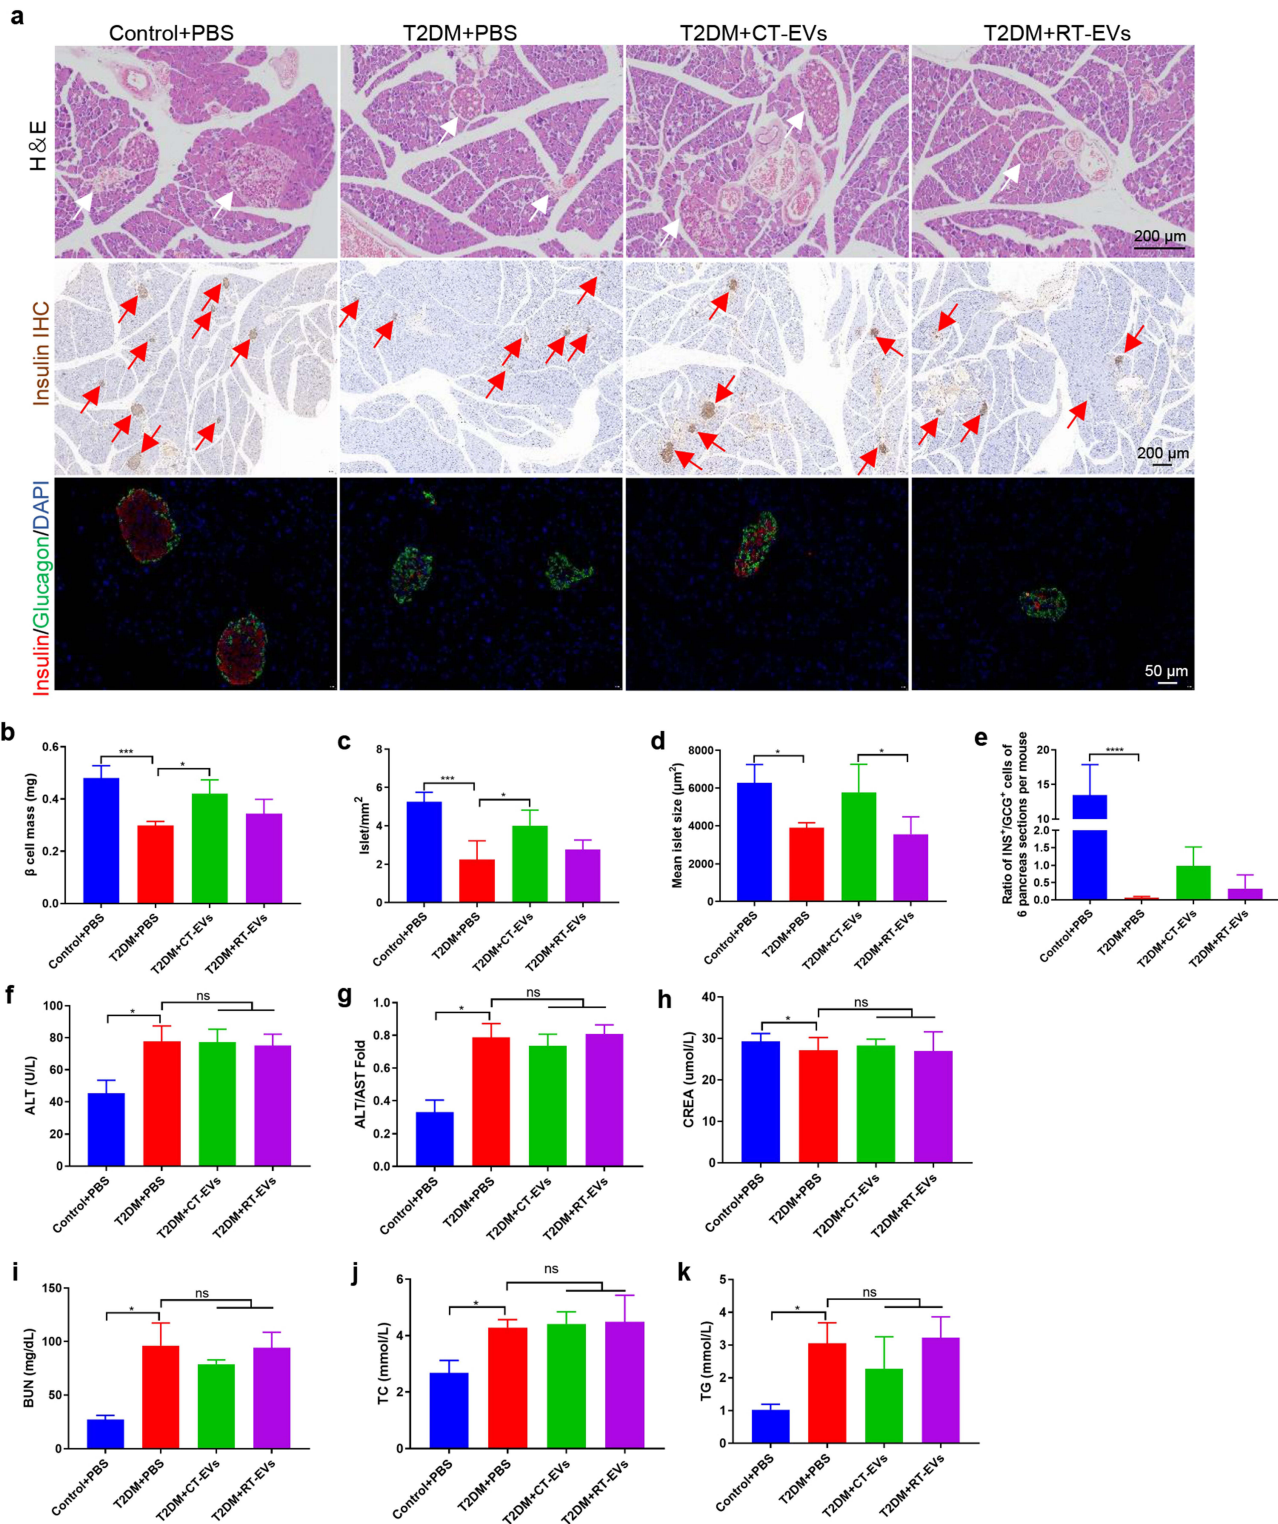 a
Control+PBS T2DM+PBS T2DM+CT-EVs T2DM+RT-EVs
H&E
200 μm
Insulin IHC
200 μm
Insulin/Glucagon/DAPI
50 μm
b
β cell mass (mg)
0.6
0.4
0.2
0.0
***
*
Control+PBS
T2DM+PBS
T2DM+CT-EVs
T2DM+RT-EVs
c
Islet/mm²
8
6
4
2
0
***
*
Control+PBS
T2DM+PBS
T2DM+CT-EVs
T2DM+RT-EVs
d
Mean islet size (μm²)
8000
6000
4000
2000
0
*
*
Control+PBS
T2DM+PBS
T2DM+CT-EVs
T2DM+RT-EVs
e
Ratio of INS⁺/GCG⁺ cells of
6 pancreas sections per mouse
20
15
10
2.0
1.5
1.0
0.5
0.0
****
Control+PBS
T2DM+PBS
T2DM+CT-EVs
T2DM+RT-EVs
f
ALT (U/L)
100
80
60
40
20
0
*
ns
Control+PBS
T2DM+PBS
T2DM+CT-EVs
T2DM+RT-EVs
g
ALT/AST Fold
1.0
0.8
0.6
0.4
0.2
0.0
*
ns
Control+PBS
T2DM+PBS
T2DM+CT-EVs
T2DM+RT-EVs
h
CREA (umol/L)
40
30
20
10
0
*
ns
Control+PBS
T2DM+PBS
T2DM+CT-EVs
T2DM+RT-EVs
i
BUN (mg/dL)
150
100
50
0
*
ns
Control+PBS
T2DM+PBS
T2DM+CT-EVs
T2DM+RT-EVs
j
TC (mmol/L)
6
4
2
0
*
ns
Control+PBS
T2DM+PBS
T2DM+CT-EVs
T2DM+RT-EVs
k
TG (mmol/L)
5
4
3
2
1
0
*
ns
Control+PBS
T2DM+PBS
T2DM+CT-EVs
T2DM+RT-EVs